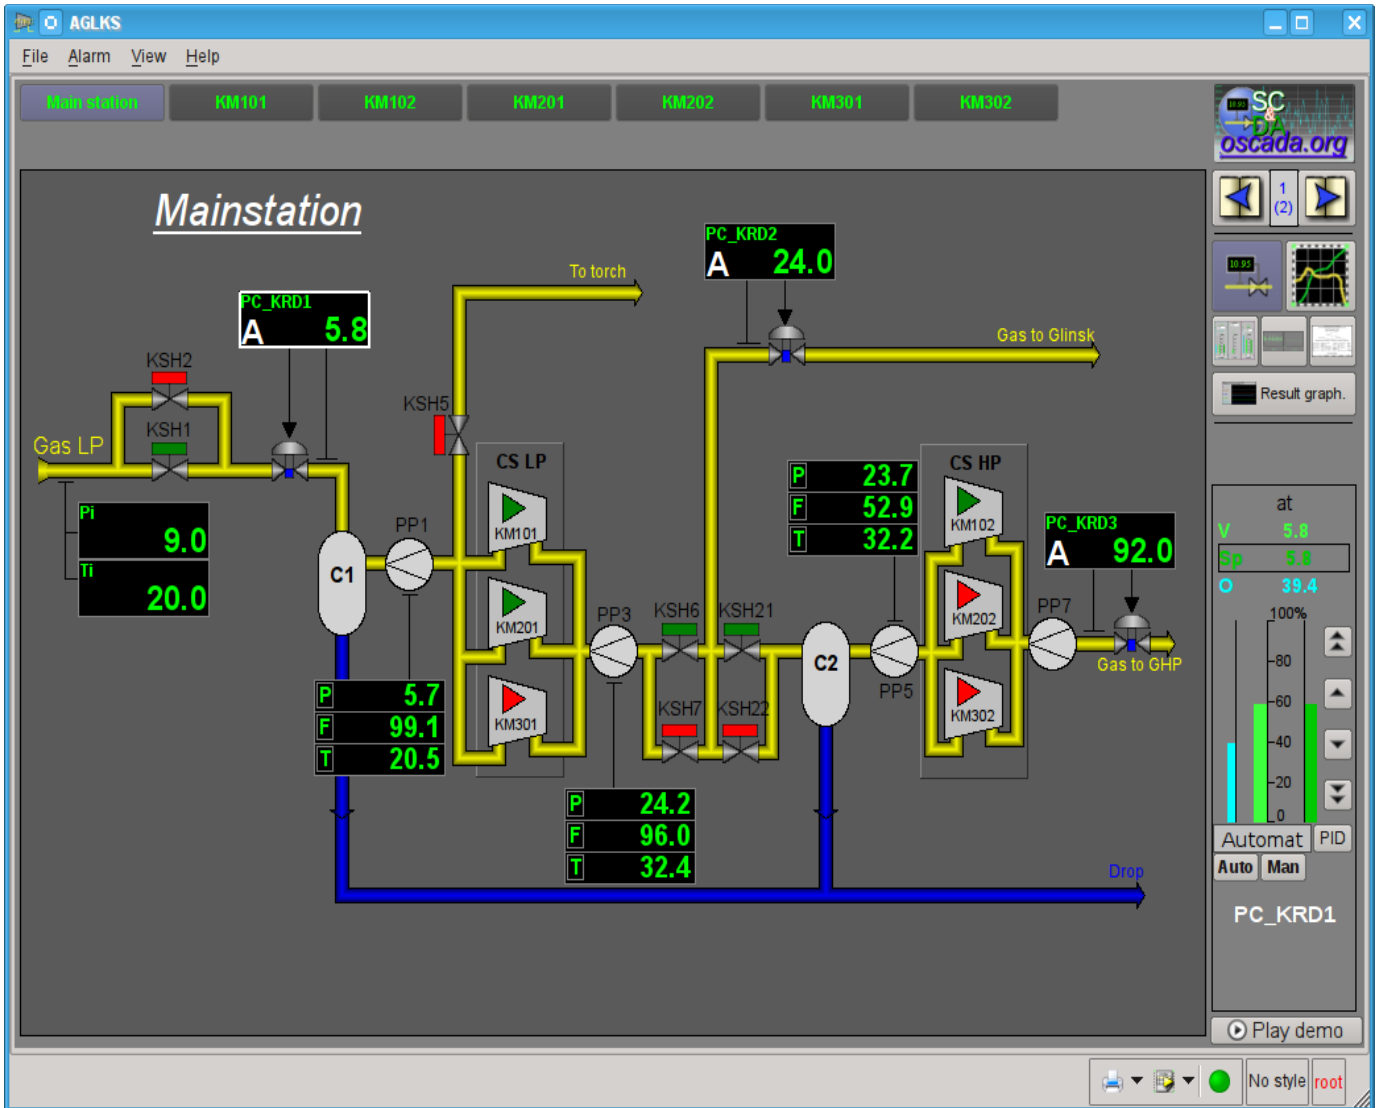 AGLKS
File Alarm View Help
Main station KM101 KM102 KM201 KM202 KM301 KM302
SC
&
DA
oscada.org
Mainstation
1
(2)
PC_KRD2
A 24.0
To torch
10.95
PC_KRD1
A 5.8
Gas to Glinsk
KSH2
Result graph.
KSH5
KSH1
Gas LP
CS LP
CS HP
P 23.7
F 52.9
T 32.2
Pi
9.0
Ti
20.0
KM101
KM102
PC_KRD3
A 92.0
at
V 5.8
Sp 5.8
O 39.4
PP1
C1
KM201
PP3
KSH6
KSH21
KM202
PP7
100%
80
60
40
20
0
C2
Gas to GHP
PP5
P 5.7
F 99.1
T 20.5
KM301
KSH7
KSH22
KM302
P 24.2
F 96.0
T 32.4
Automat PID
Auto Man
Drop
PC_KRD1
Play demo
No style root